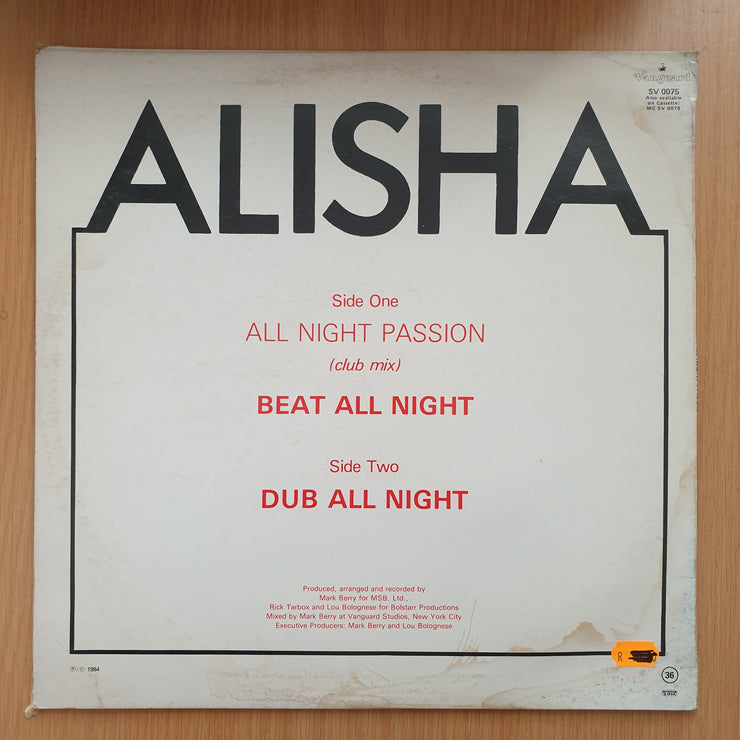 Vanguard
SV 0075
Also available
on Cassette:
MC SV 0075
ALISHA
Side One
ALL NIGHT PASSION
(club mix)
BEAT ALL NIGHT
Side Two
DUB ALL NIGHT
Produced, arranged and recorded by
Mark Berry for MSB, Ltd.,
Rick Tarbox and Lou Bolognese for Bolstarr Productions
Mixed by Mark Berry at Vanguard Studios, New York City
Executive Producers: Mark Berry and Lou Bolognese
R
℗/© 1984
36